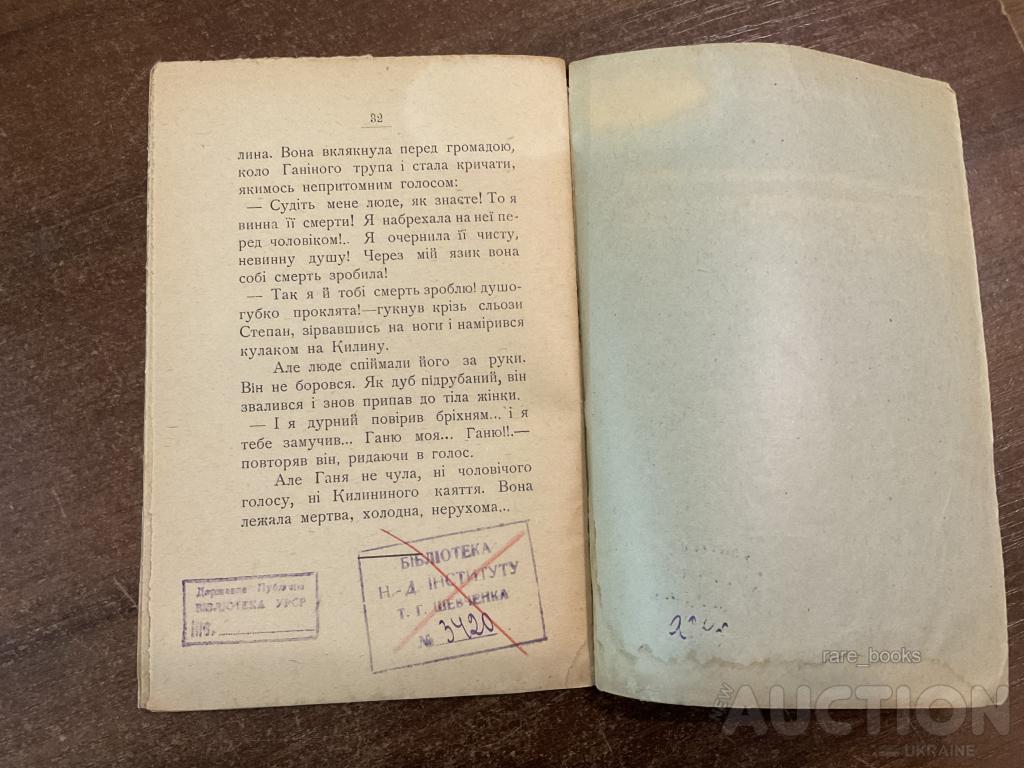 32
лина. Вона вклякнула перед громадою,
коло Ганіного трупа і стала кричати,
якимось непритомним голосом:
— Судіть мене люде, як знаєте! То я
винна її смерти! Я набрехала на неї пе-
ред чоловіком!.. Я очернила її чисту,
невинну душу! Через мій язик вона
собі смерть зробила!
— Так я й тобі смерть зроблю! душо-
губко проклята!—гукнув крізь сльози
Степан, зірвавшись на ноги і намірився
кулаком на Килину.
Але люде спіймали його за руки.
Він не боровся. Як дуб підрубаний, він
звалився і знов припав до тіла жінки.
— І я дурний повірив бріхням... і я
тебе замучив... Ганю моя... Ганю!!.—
повторяв він, ридаючи в голос.
Але Ганя не чула, ні чоловічого
голосу, ні Килининого каяття. Вона
лежала мертва, холодна, нерухома...
Державна Публічна
БІБЛІОТЕКА УРСР
БІБЛІОТЕКА
Н.-Д. ІНСТИТУТУ
Т. Г. ШЕВЧЕНКА
№ 3420
rare_books
NEW AUCTION
UKRAINE